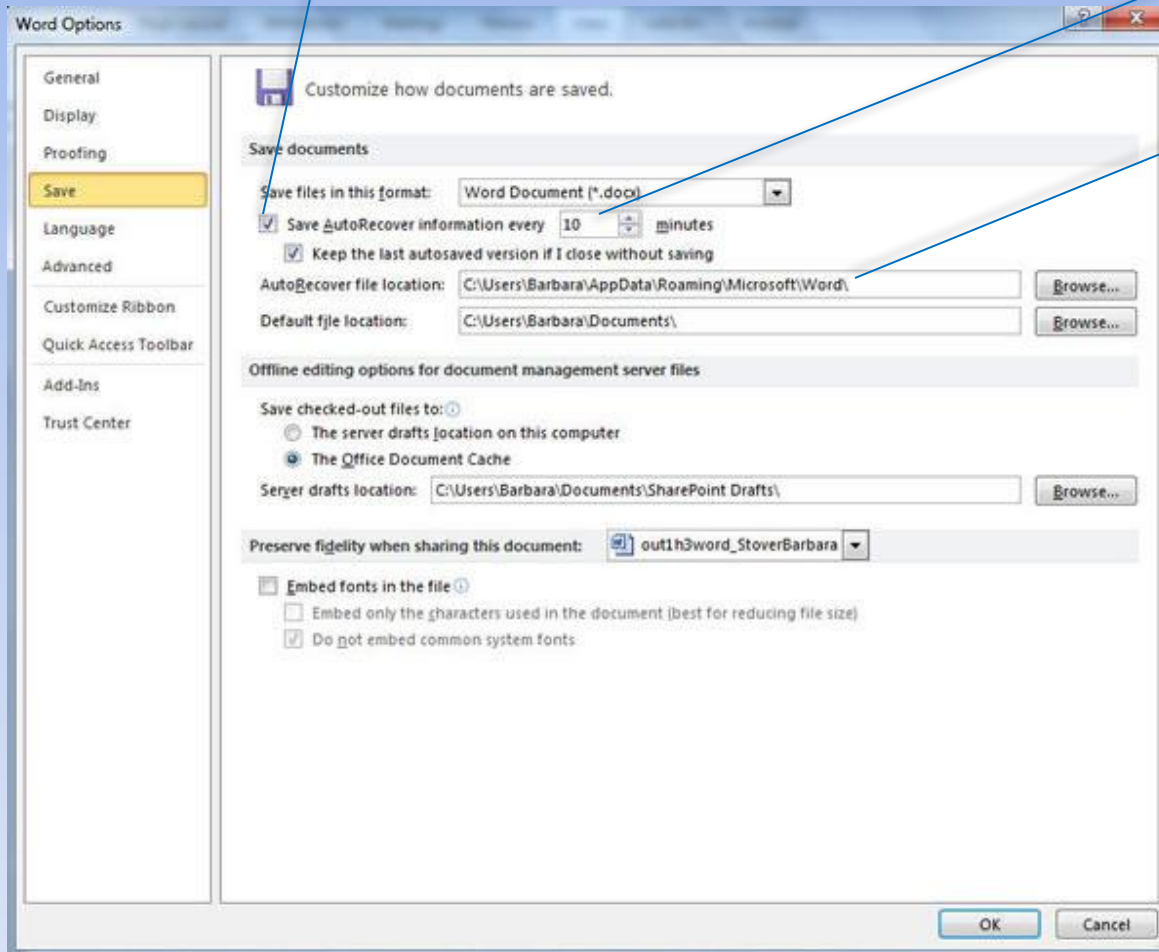 Word Options
General
Display
Proofing
Save
Language
Advanced
Customize Ribbon
Quick Access Toolbar
Add-Ins
Trust Center
Customize how documents are saved.
Save documents
Save files in this format: Word Document (*.docx)
Save AutoRecover information every 10 minutes
Keep the last autosaved version if I close without saving
AutoRecover file location: C:\Users\Barbara\AppData\Roaming\Microsoft\Word\ Browse...
Default file location: C:\Users\Barbara\Documents\ Browse...
Offline editing options for document management server files
Save checked-out files to:
The server drafts location on this computer
The Office Document Cache
Server drafts location: C:\Users\Barbara\Documents\SharePoint Drafts\ Browse...
Preserve fidelity when sharing this document: out1h3word_StoverBarbara
Embed fonts in the file
Embed only the characters used in the document (best for reducing file size)
Do not embed common system fonts
OK Cancel